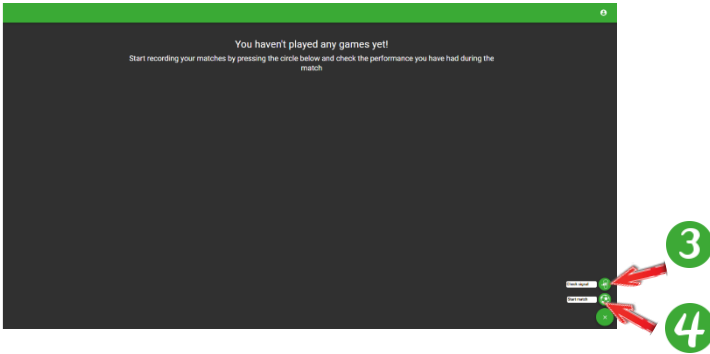 You haven't played any games yet!
Start recording your matches by pressing the circle below and check the performance you have had during the
match
3
Check layout
Start match
4